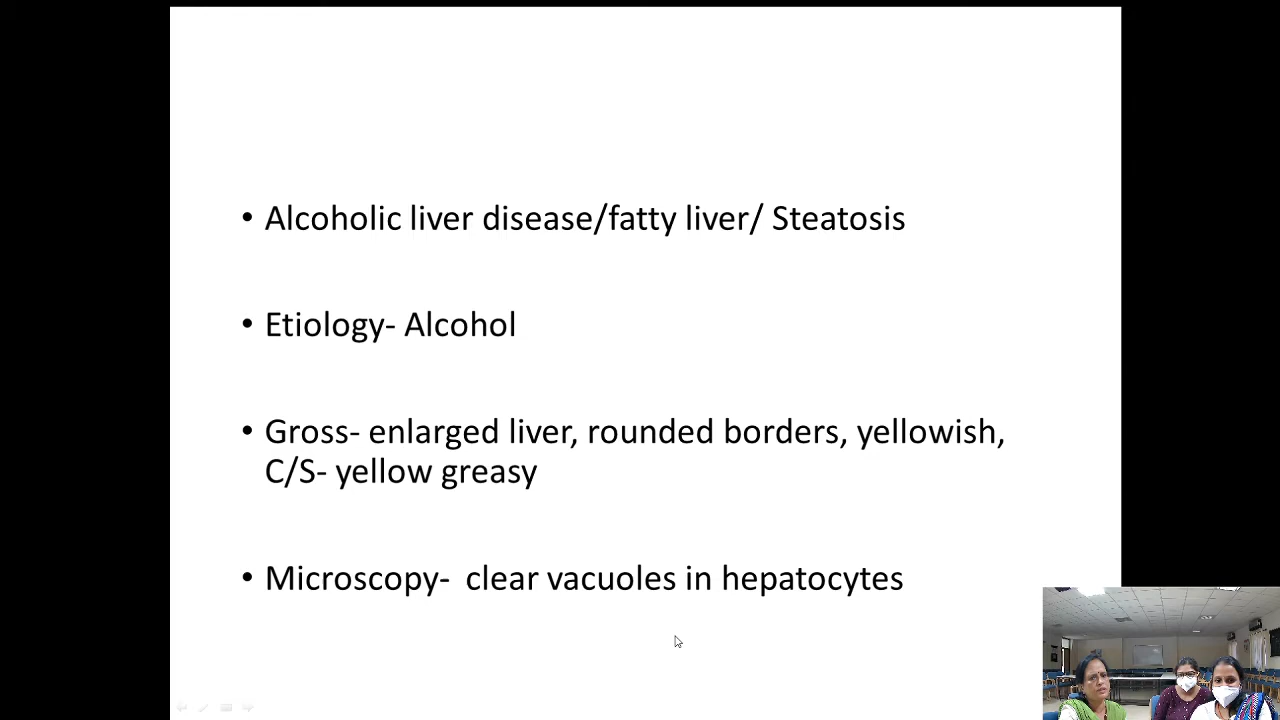 • Alcoholic liver disease/fatty liver/ Steatosis
• Etiology- Alcohol
• Gross- enlarged liver, rounded borders, yellowish,
C/S- yellow greasy
• Microscopy-  clear vacuoles in hepatocytes